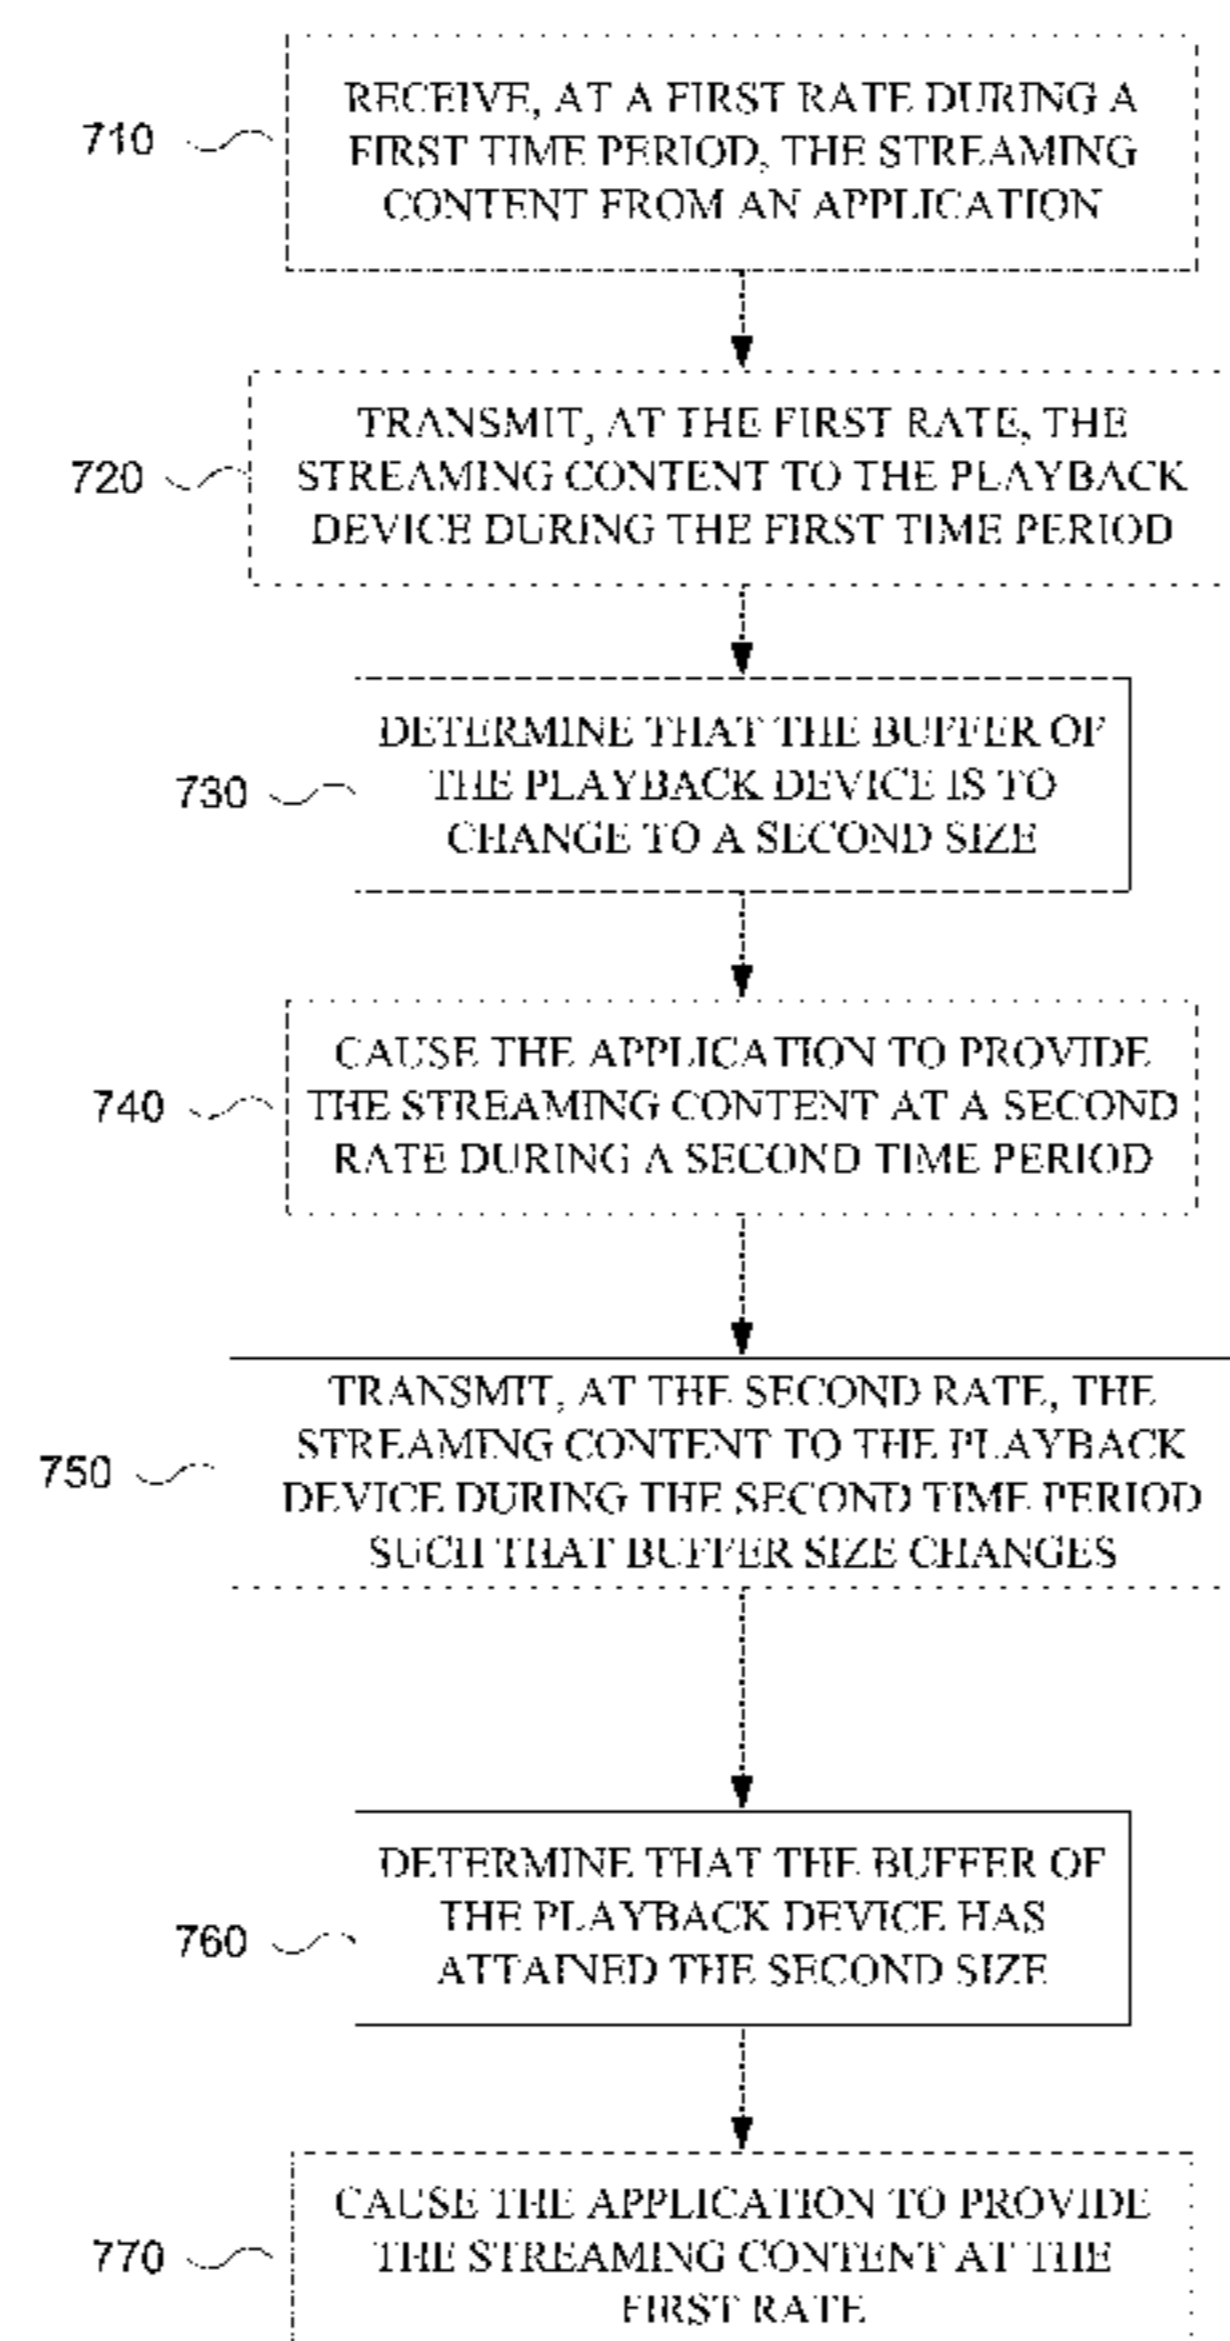 710
RECEIVE, AT A FIRST RATE DURING A
FIRST TIME PERIOD, THE STREAMING
CONTENT FROM AN APPLICATION
720
TRANSMIT, AT THE FIRST RATE, THE
STREAMING CONTENT TO THE PLAYBACK
DEVICE DURING THE FIRST TIME PERIOD
730
DETERMINE THAT THE BUFFER OF
THE PLAYBACK DEVICE IS TO
CHANGE TO A SECOND SIZE
740
CAUSE THE APPLICATION TO PROVIDE
THE STREAMING CONTENT AT A SECOND
RATE DURING A SECOND TIME PERIOD
750
TRANSMIT, AT THE SECOND RATE, THE
STREAMING CONTENT TO THE PLAYBACK
DEVICE DURING THE SECOND TIME PERIOD
SUCH THAT BUFFER SIZE CHANGES
760
DETERMINE THAT THE BUFFER OF
THE PLAYBACK DEVICE HAS
ATTAINED THE SECOND SIZE
770
CAUSE THE APPLICATION TO PROVIDE
THE STREAMING CONTENT AT THE
FIRST RATE